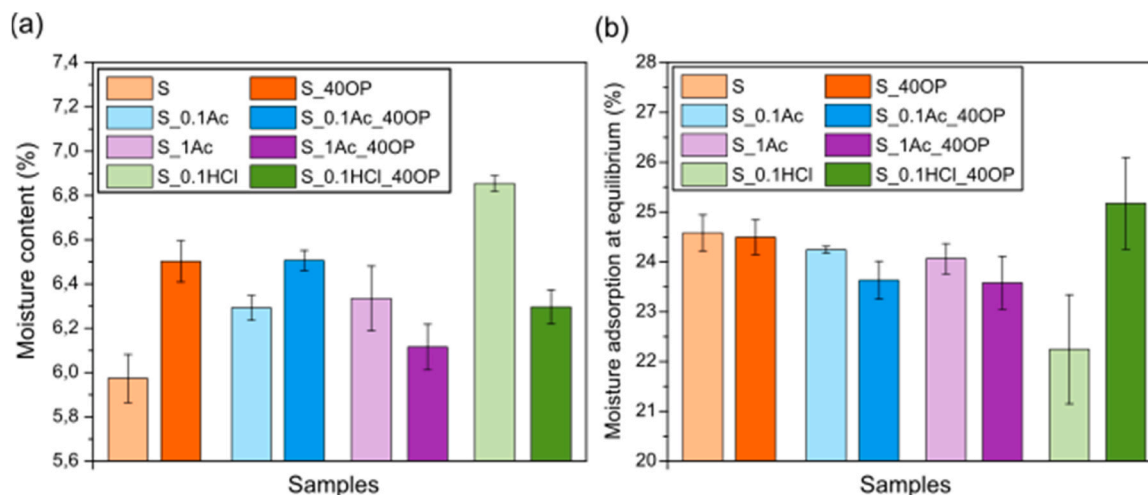 (a)
Moisture content (%)
7,4
7,2
7,0
6,8
6,6
6,4
6,2
6,0
5,8
5,6
S S_40OP
S_0.1Ac S_0.1Ac_40OP
S_1Ac S_1Ac_40OP
S_0.1HCl S_0.1HCl_40OP
Samples
(b)
Moisture adsorption at equilibrium (%)
28
27
26
25
24
23
22
21
20
S S_40OP
S_0.1Ac S_0.1Ac_40OP
S_1Ac S_1Ac_40OP
S_0.1HCl S_0.1HCl_40OP
Samples